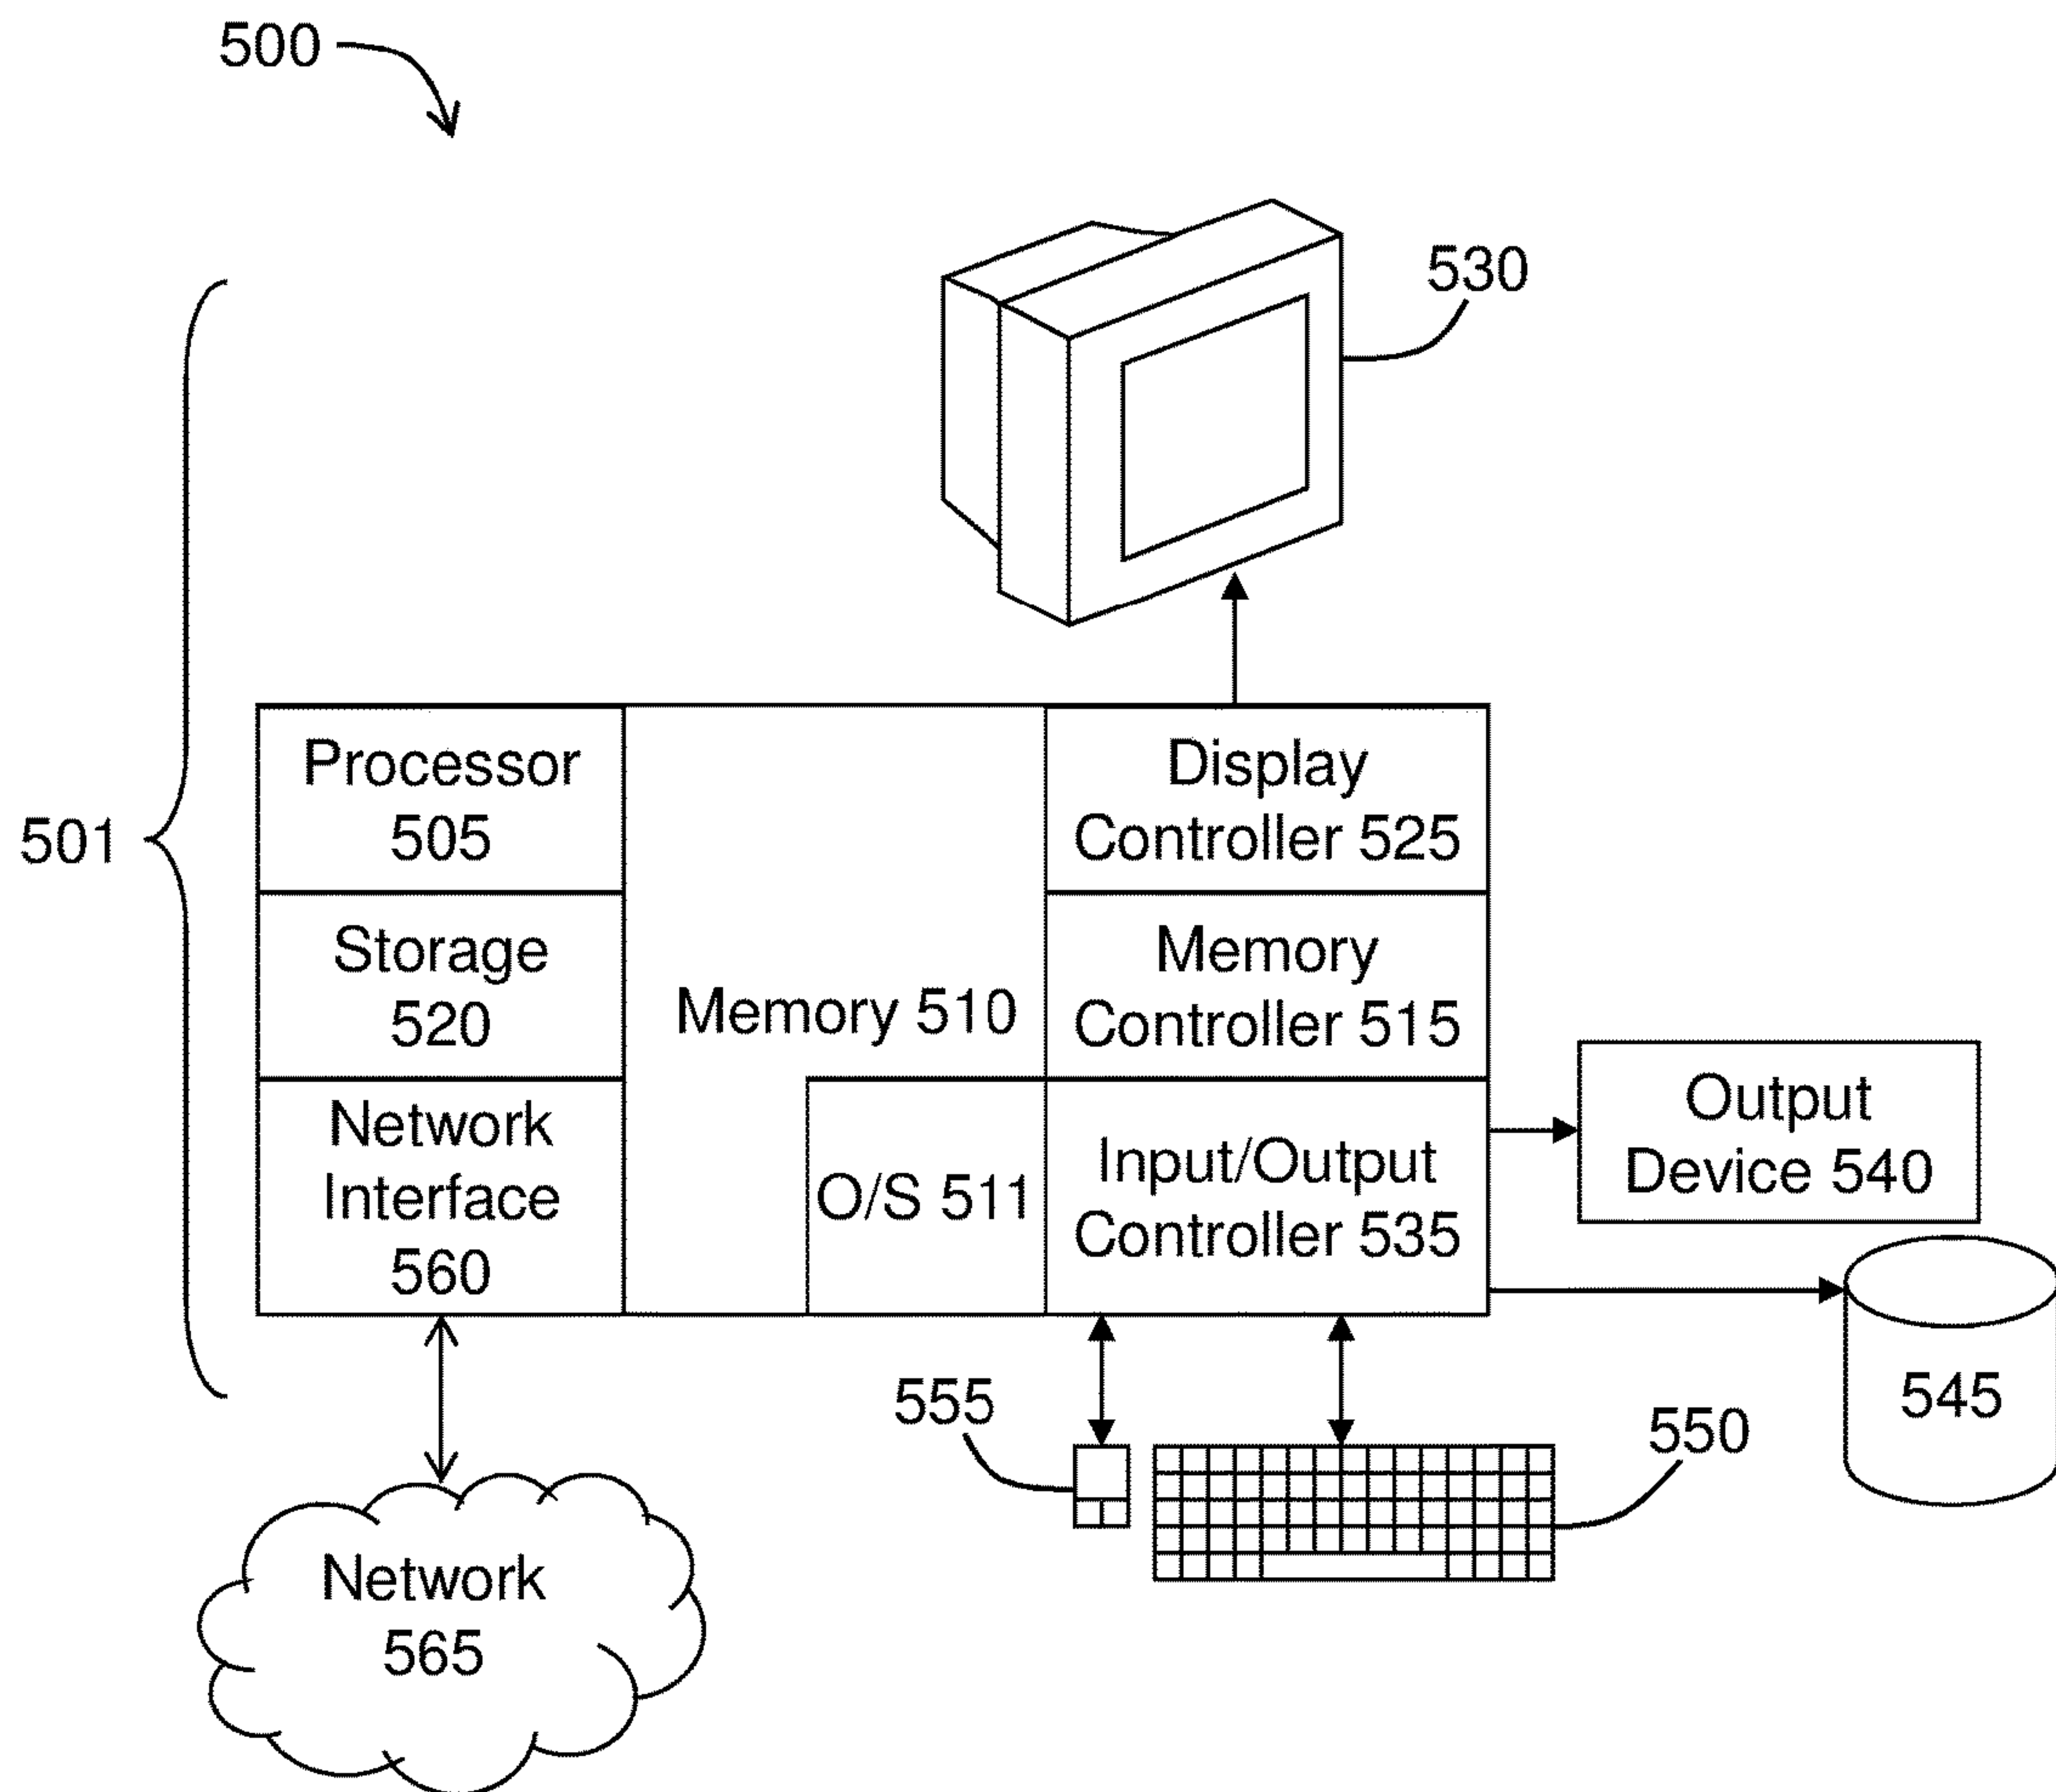 500
530
501
Processor
505
Storage
520
Network
Interface
560
Memory 510
O/S 511
Display
Controller 525
Memory
Controller 515
Input/Output
Controller 535
Output
Device 540
545
555
550
Network
565